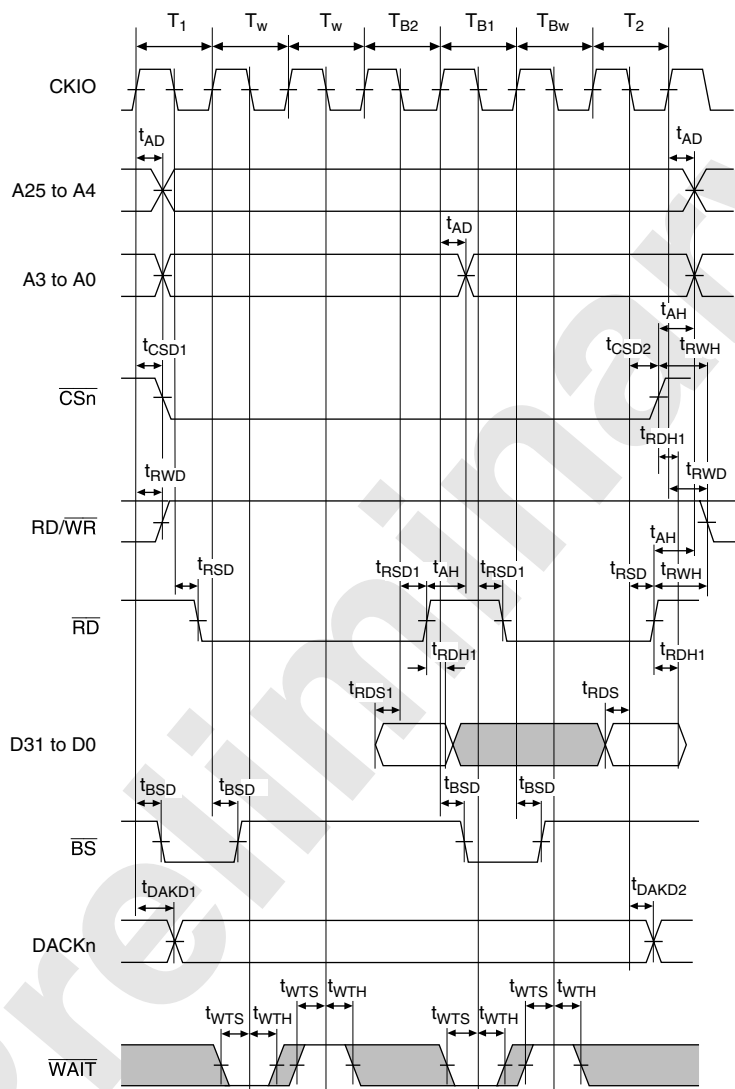 T1 Tw Tw TB2 TB1 TBw T2
CKIO
tAD tAD
A25 to A4
tAD
A3 to A0
tAH
tCSD1 tCSD2 tRWH
CSn
tRDH1
tRWD tRWD
RD/WR
tAH
tRSD tRSD1 tAH tRSD1 tRSD tRWH
RD
tRDH1 tRDH1
tRDS1 tRDS
D31 to D0
tBSD tBSD tBSD tBSD
BS
tDAKD1 tDAKD2
DACKn
tWTS tWTH tWTS tWTH
tWTS tWTH tWTS tWTH
WAIT
Preliminary